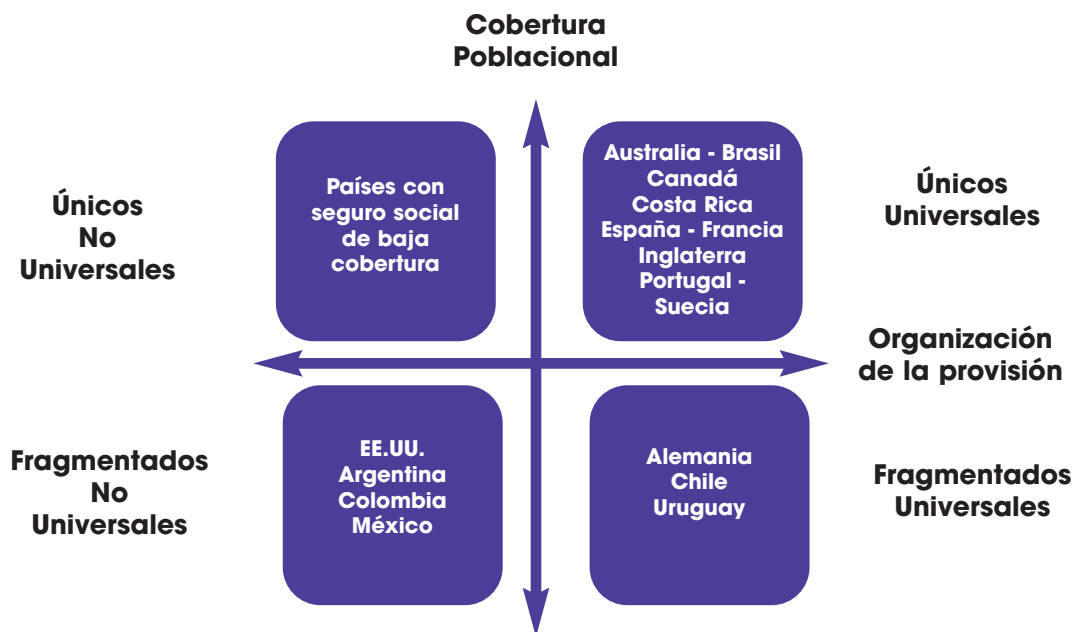 Cobertura
Poblacional
Únicos
No
Universales
Países con
seguro social
de baja
cobertura
Australia - Brasil
Canadá
Costa Rica
España - Francia
Inglaterra
Portugal -
Suecia
Únicos
Universales
Organización
de la provisión
Fragmentados
No
Universales
EE.UU.
Argentina
Colombia
México
Alemania
Chile
Uruguay
Fragmentados
Universales